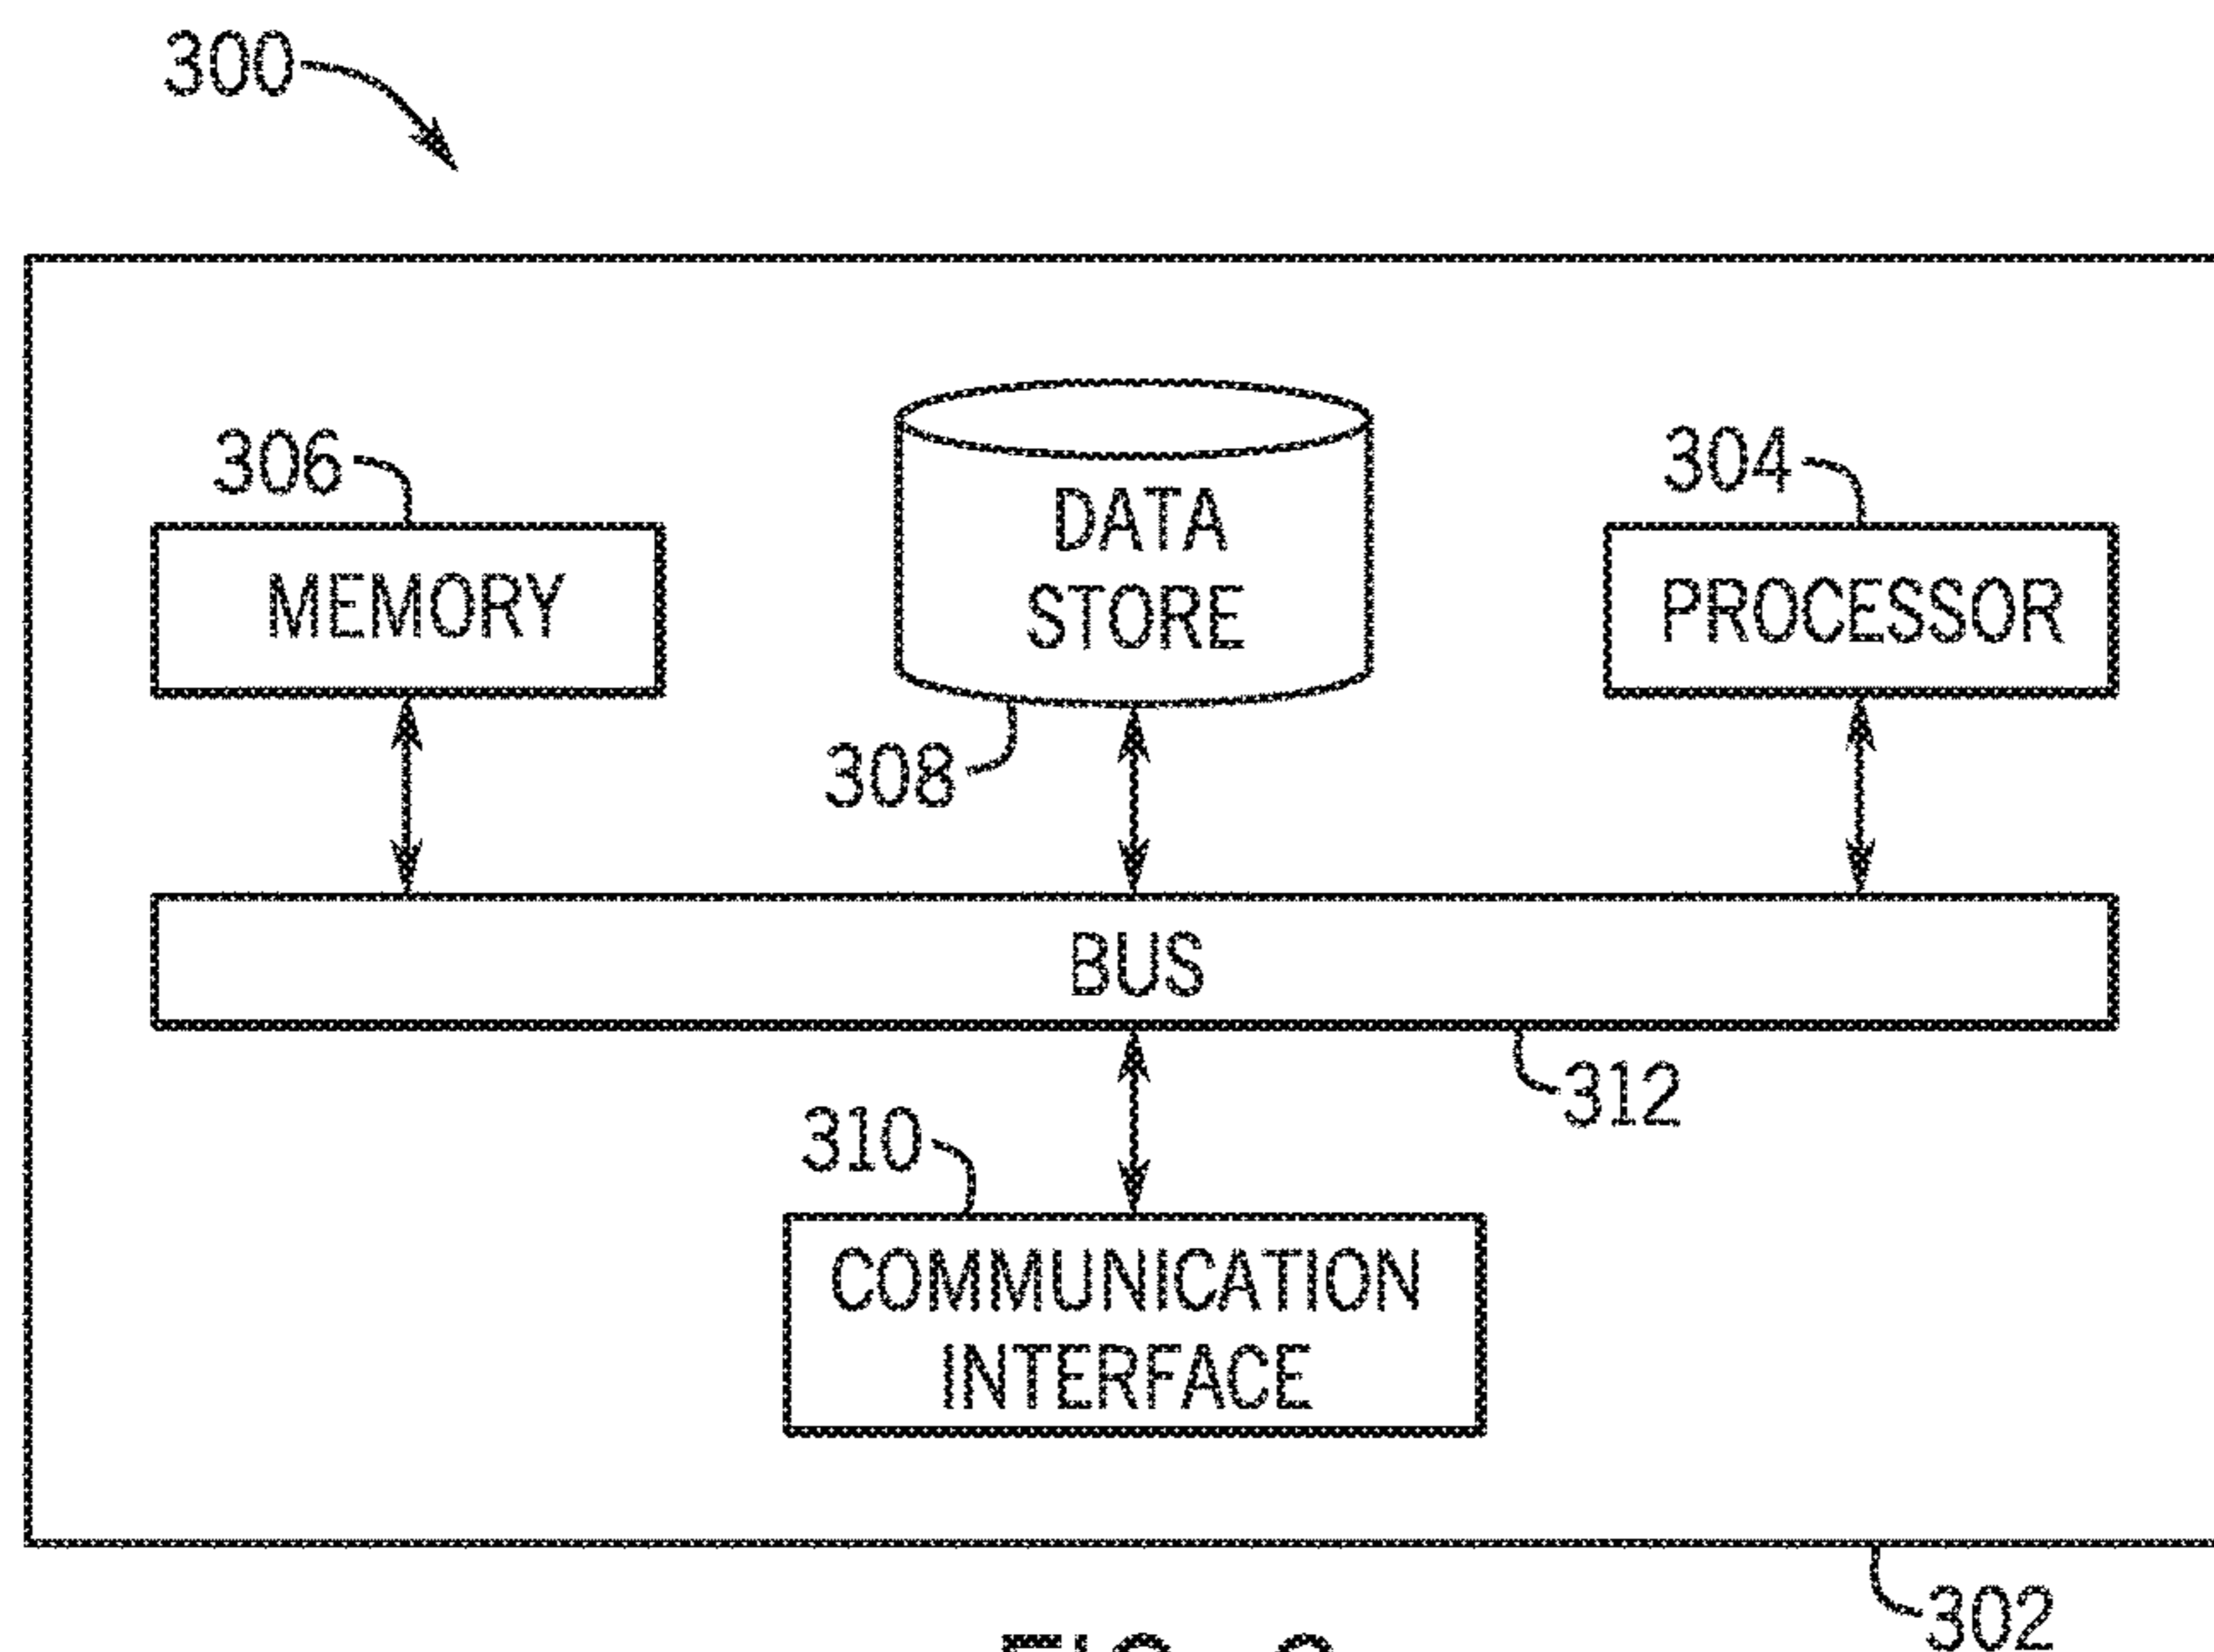 300
306
304
DATA
STORE
MEMORY
PROCESSOR
308
BUS
312
310
COMMUNICATION
INTERFACE
302